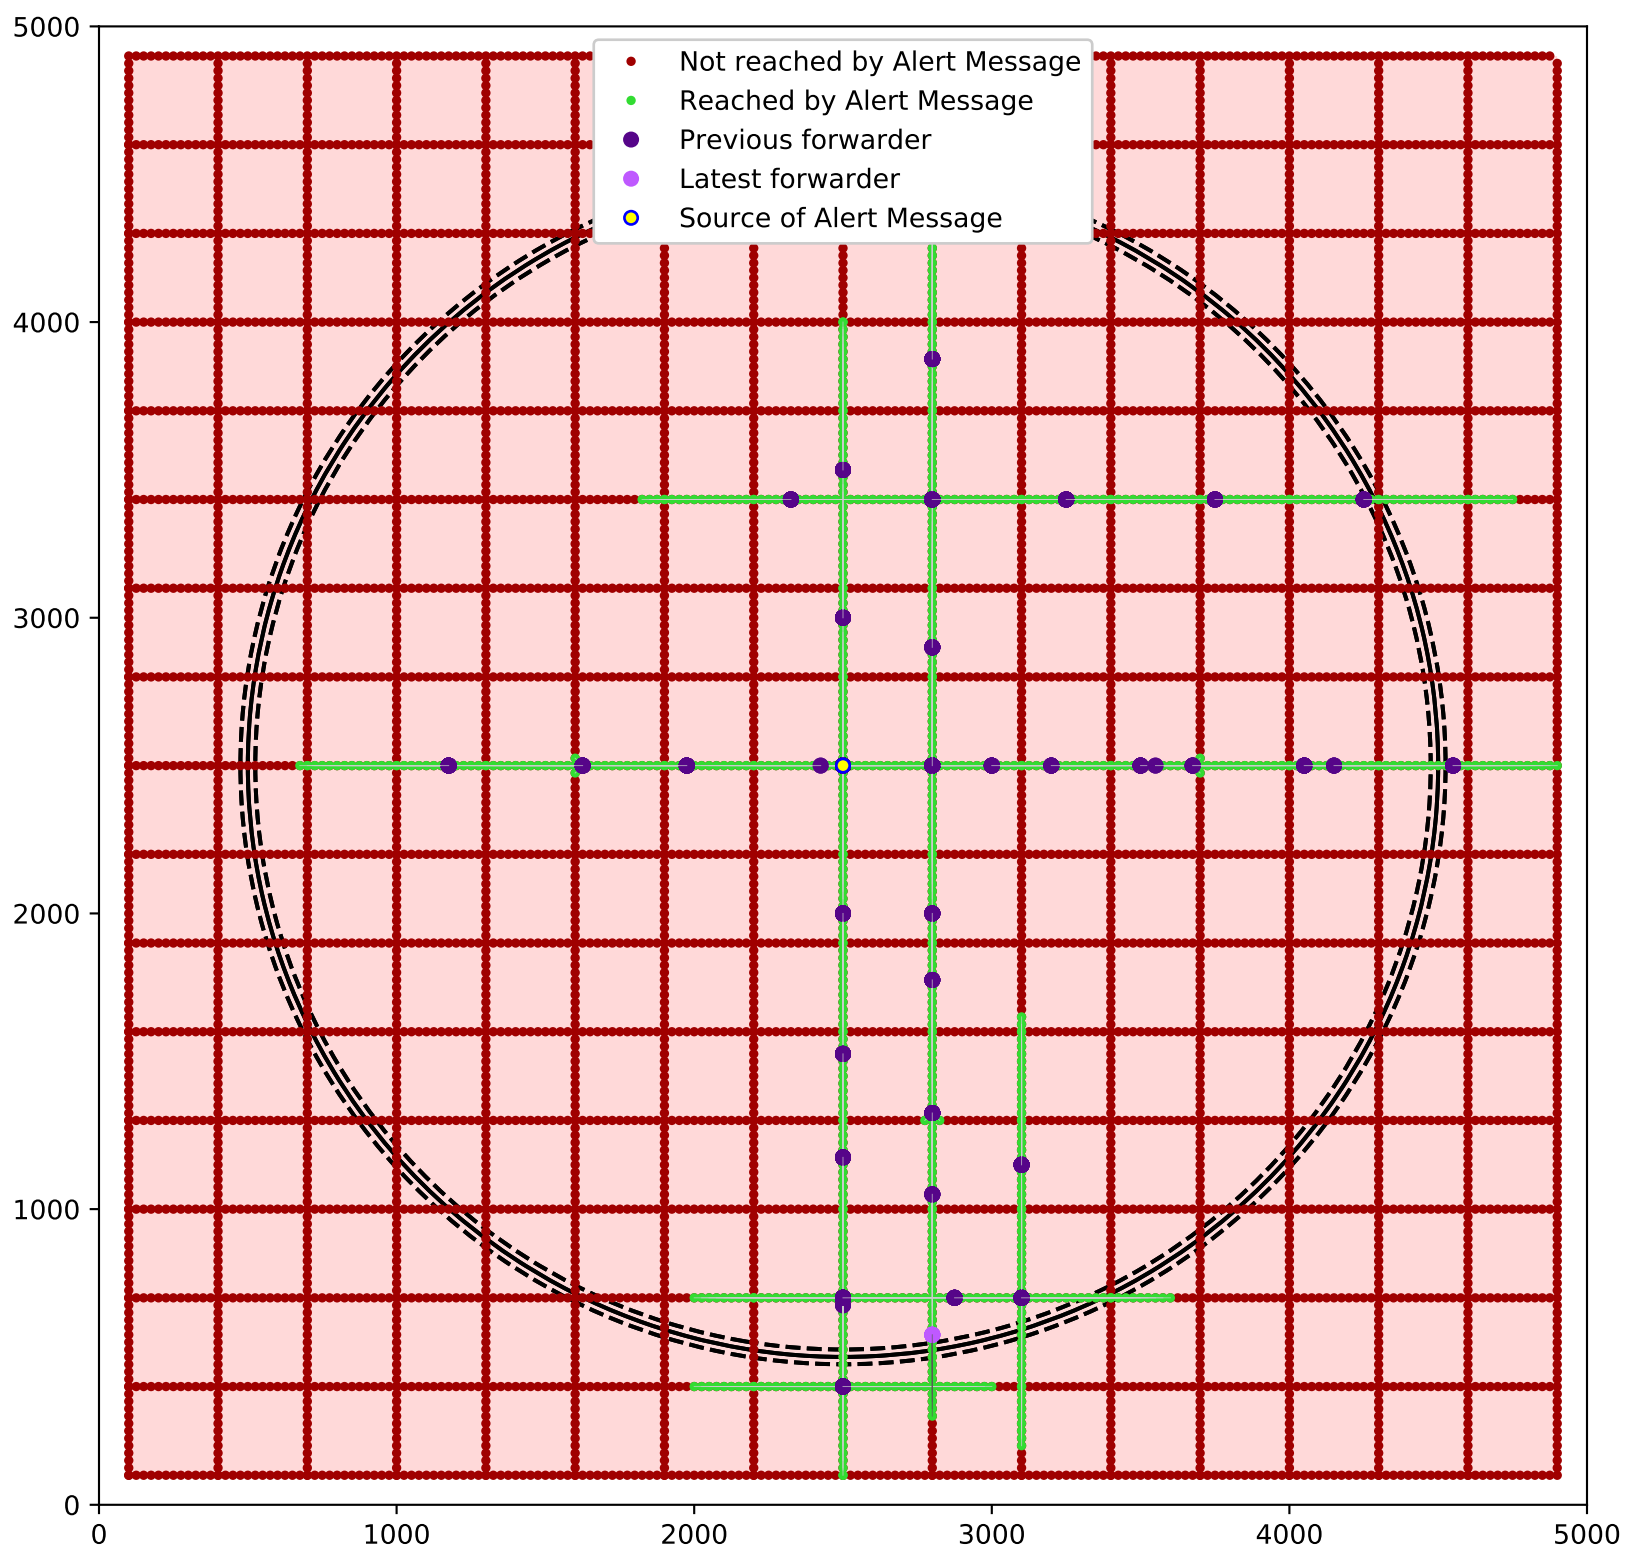 5000
Not reached by Alert Message
Reached by Alert Message
Previous forwarder
Latest forwarder
Source of Alert Message
4000
3000
2000
1000
0
0 1000 2000 3000 4000 5000